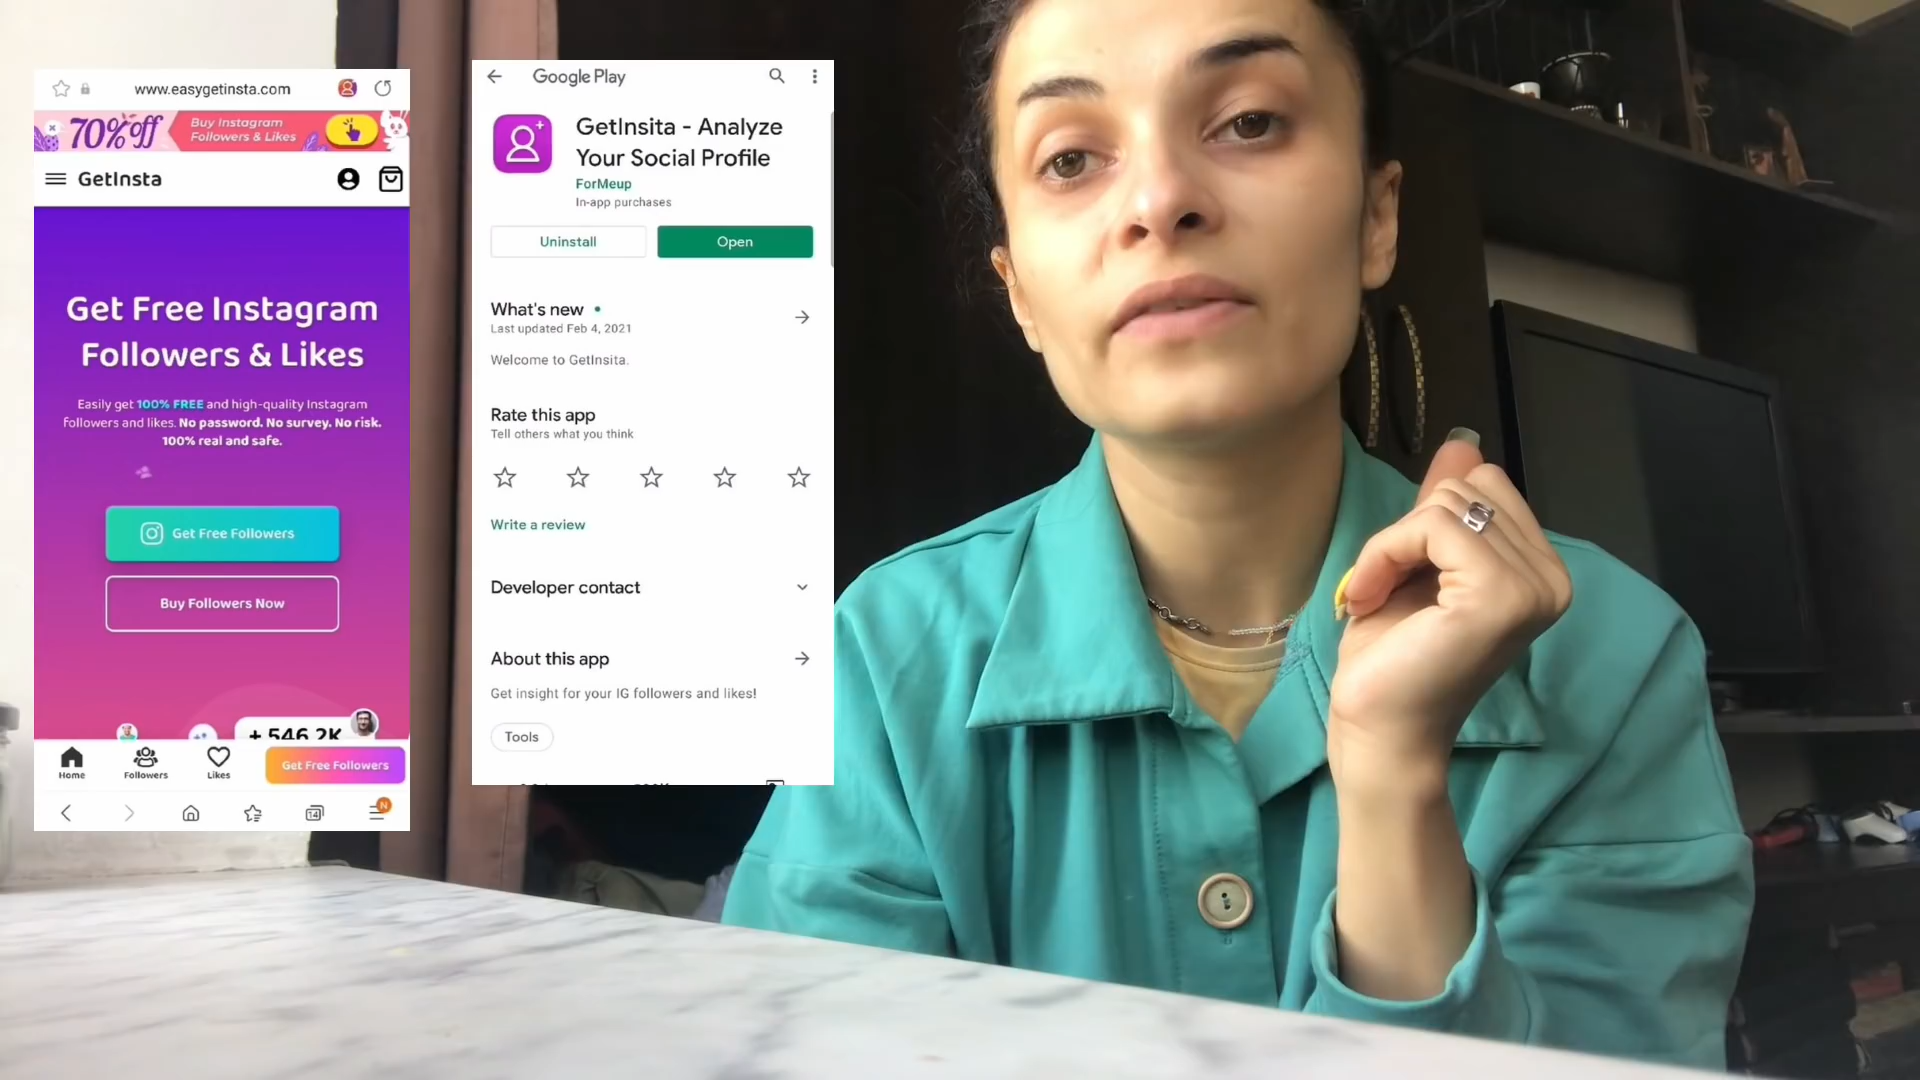 www.easygetinsta.com
70% off
Buy Instagram
Followers & Likes
GetInsta
Get Free Instagram
Followers & Likes
Easily get 100% FREE and high-quality Instagram
followers and likes. No password. No survey. No risk.
100% real and safe.
Get Free Followers
Buy Followers Now
+ 546.2K
Home
Followers
Likes
Get Free Followers
14
N
Google Play
GetInsita - Analyze
Your Social Profile
ForMeup
In-app purchases
Uninstall
Open
What's new
Last updated Feb 4, 2021
Welcome to GetInsita.
Rate this app
Tell others what you think
Write a review
Developer contact
About this app
Get insight for your IG followers and likes!
Tools